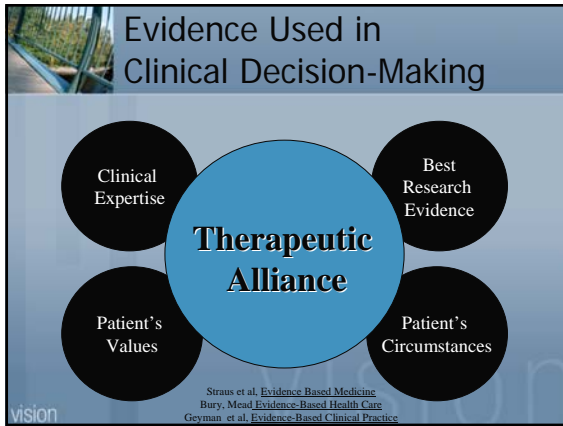 Evidence Used in
Clinical Decision-Making
Clinical
Expertise
Best
Research
Evidence
Therapeutic
Alliance
Patient's
Values
Patient's
Circumstances
Straus et al, Evidence Based Medicine
Bury, Mead Evidence-Based Health Care
Geyman et al, Evidence-Based Clinical Practice
vision
vision